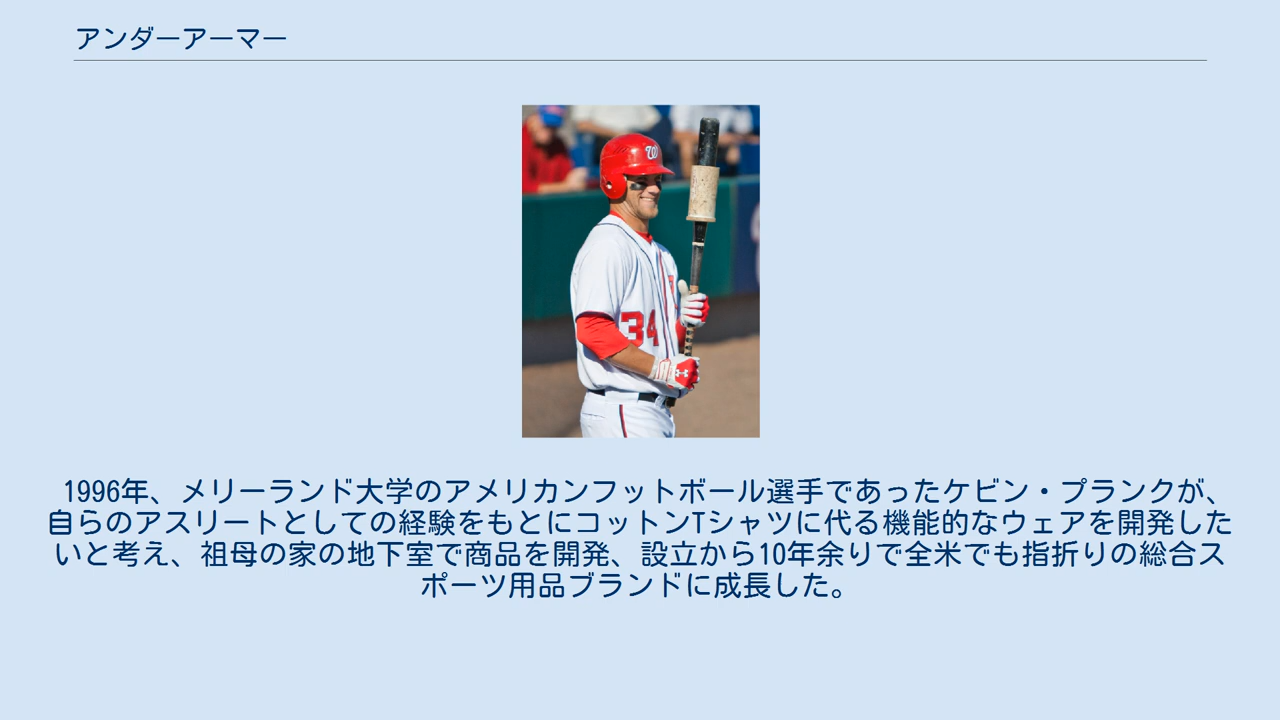 アンダーアーマー
W
34
1996年、メリーランド大学のアメリカンフットボール選手であったケビン・プランクが、
自らのアスリートとしての経験をもとにコットンTシャツに代る機能的なウェアを開発した
いと考え、祖母の家の地下室で商品を開発、設立から10年余りで全米でも指折りの総合ス
ポーツ用品ブランドに成長した。